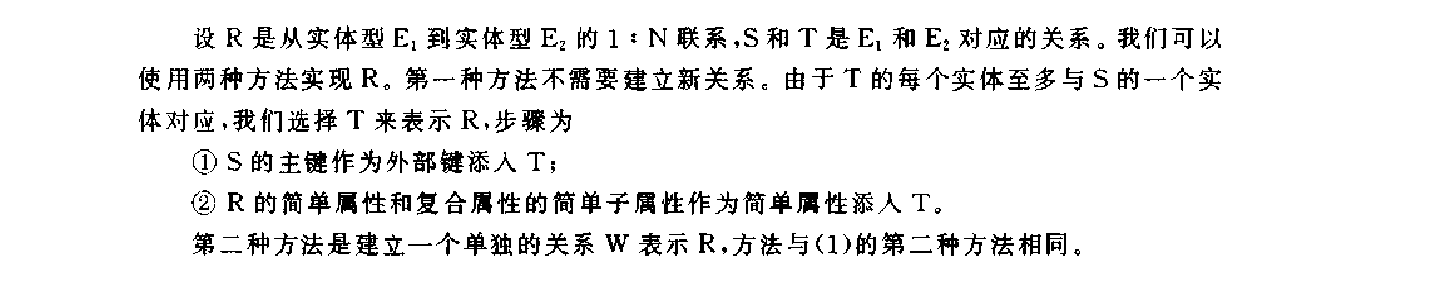 设 R 是从实体型 E₁ 到实体型 E₂ 的 1：N 联系,S 和 T 是 E₁ 和 E₂ 对应的关系。我们可以
使用两种方法实现 R。第一种方法不需要建立新关系。由于 T 的每个实体至多与 S 的一个实
体对应,我们选择 T 来表示 R,步骤为
① S 的主键作为外部键添入 T;
② R 的简单属性和复合属性的简单子属性作为简单属性添入 T。
第二种方法是建立一个单独的关系 W 表示 R,方法与(1)的第二种方法相同。